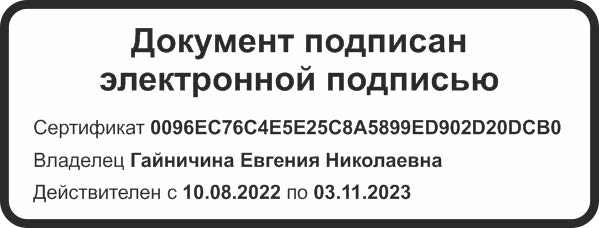 Документ подписан
электронной подписью
Сертификат 0096EC76C4E5E25C8A5899ED902D20DCB0
Владелец Гайничина Евгения Николаевна
Действителен с 10.08.2022 по 03.11.2023